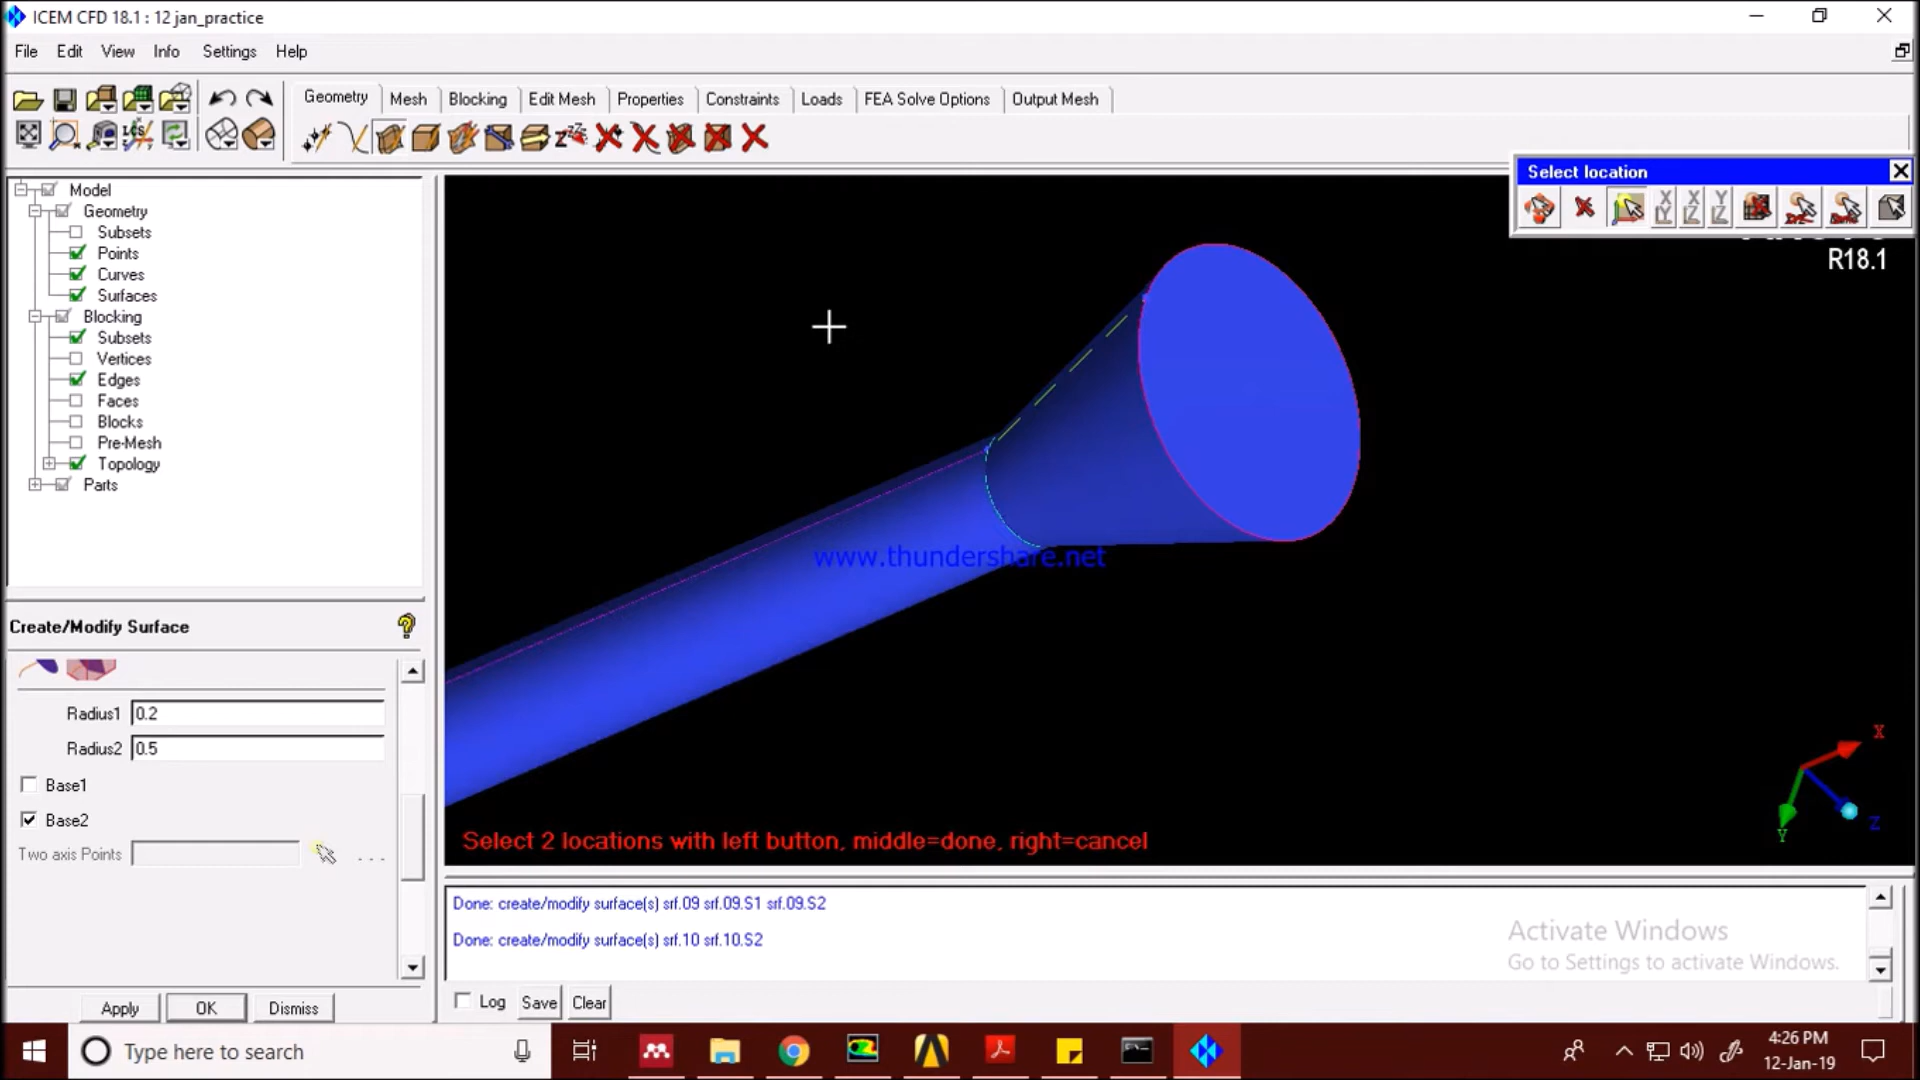 ICEM CFD 18.1 : 12 jan_practice
File Edit View Info Settings Help
Geometry Mesh Blocking Edit Mesh Properties Constraints Loads FEA Solve Options Output Mesh
Select location
R18.1
Model
Geometry
Subsets
Points
Curves
Surfaces
Blocking
Subsets
Vertices
Edges
Faces
Blocks
Pre-Mesh
Topology
Parts
Create/Modify Surface
Radius1 0.2
Radius2 0.5
Base1
Base2
Two axis Points
Apply OK Dismiss
www.thundershare.net
X
Y
Z
Select 2 locations with left button, middle=done, right=cancel
Done: create/modify surface(s) srf.09 srf.09.S1 srf.09.S2
Done: create/modify surface(s) srf.10 srf.10.S2
Log Save Clear
Activate Windows
Go to Settings to activate Windows.
Type here to search
4:26 PM
12-Jan-19